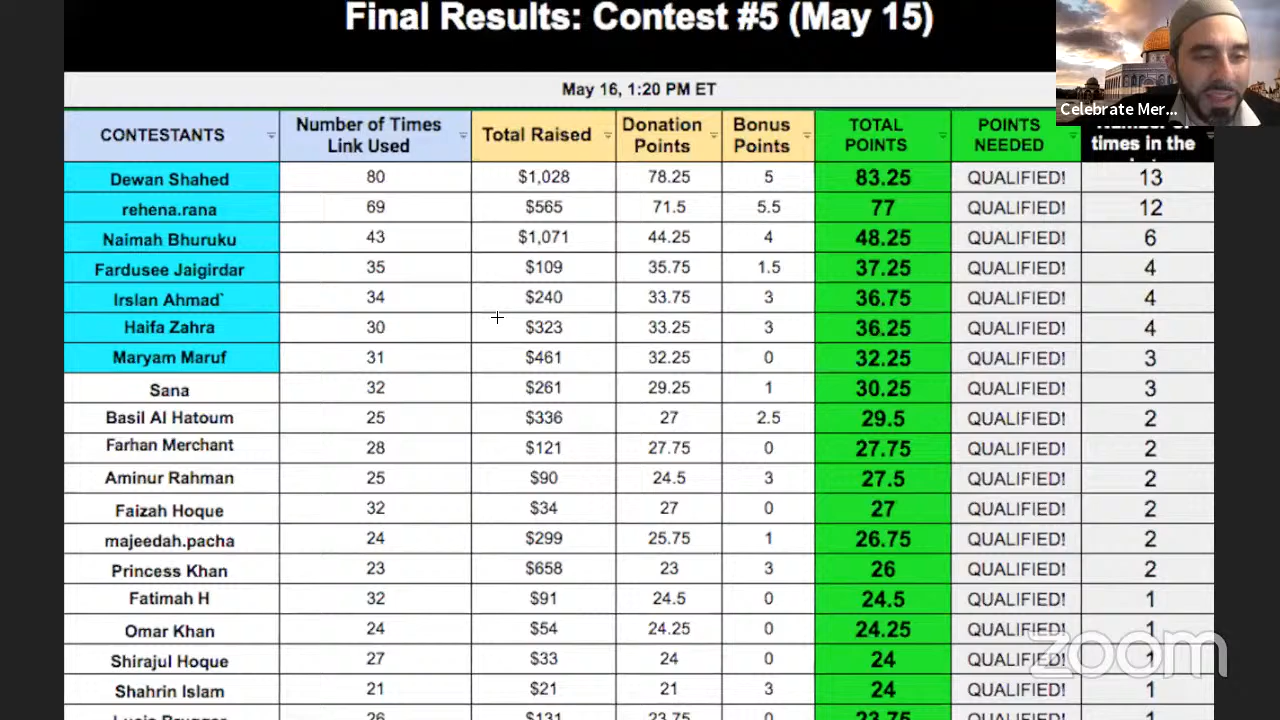 Final Results: Contest #5 (May 15)
May 16, 1:20 PM ET
Celebrate Mer...
CONTESTANTS Number of Times Link Used Total Raised Donation Points Bonus Points TOTAL POINTS POINTS NEEDED times in the
Dewan Shahed 80 $1,028 78.25 5 83.25 QUALIFIED! 13
rehena.rana 69 $565 71.5 5.5 77 QUALIFIED! 12
Naimah Bhuruku 43 $1,071 44.25 4 48.25 QUALIFIED! 6
Fardusee Jaigirdar 35 $109 35.75 1.5 37.25 QUALIFIED! 4
Irslan Ahmad` 34 $240 33.75 3 36.75 QUALIFIED! 4
Haifa Zahra 30 $323 33.25 3 36.25 QUALIFIED! 4
Maryam Maruf 31 $461 32.25 0 32.25 QUALIFIED! 3
Sana 32 $261 29.25 1 30.25 QUALIFIED! 3
Basil Al Hatoum 25 $336 27 2.5 29.5 QUALIFIED! 2
Farhan Merchant 28 $121 27.75 0 27.75 QUALIFIED! 2
Aminur Rahman 25 $90 24.5 3 27.5 QUALIFIED! 2
Faizah Hoque 32 $34 27 0 27 QUALIFIED! 2
majeedah.pacha 24 $299 25.75 1 26.75 QUALIFIED! 2
Princess Khan 23 $658 23 3 26 QUALIFIED! 2
Fatimah H 32 $91 24.5 0 24.5 QUALIFIED! 1
Omar Khan 24 $54 24.25 0 24.25 QUALIFIED! 1
Shirajul Hoque 27 $33 24 0 24 QUALIFIED! 1
Shahrin Islam 21 $21 21 3 24 QUALIFIED! 1
26 $131 23.75 0 23.75 QUALIFIED! 1
zoom